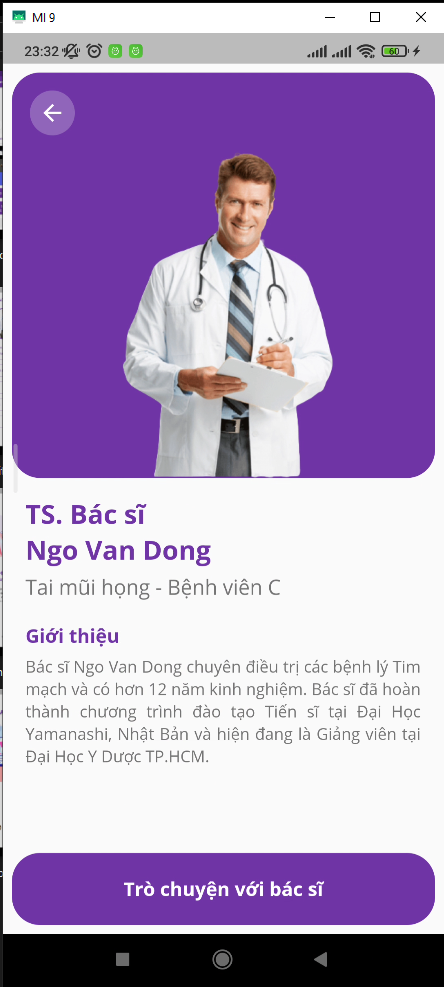 MI 9
23:32
60
TS. Bác sĩ
Ngo Van Dong
Tai mũi họng - Bệnh viên C
Giới thiệu
Bác sĩ Ngo Van Dong chuyên điều trị các bệnh lý Tim
mạch và có hơn 12 năm kinh nghiệm. Bác sĩ đã hoàn
thành chương trình đào tạo Tiến sĩ tại Đại Học
Yamanashi, Nhật Bản và hiện đang là Giảng viên tại
Đại Học Y Dược TP.HCM.
Trò chuyện với bác sĩ